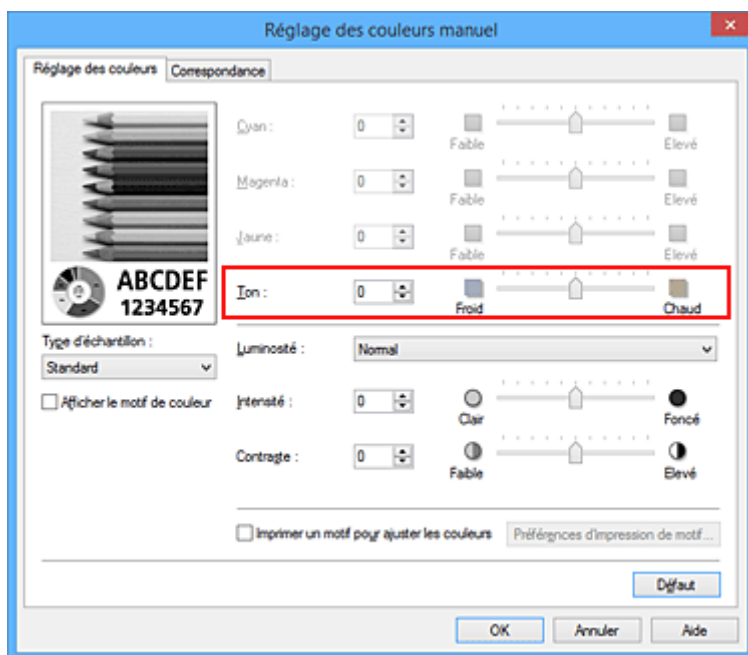 Réglage des couleurs manuel
Réglage des couleurs
Correspondance
ABCDEF
1234567
Type d'échantillon :
Standard
Afficher le motif de couleur
Cyan :
0
Faible
Elevé
Magenta :
0
Faible
Elevé
Jaune :
0
Faible
Elevé
Ton :
0
Froid
Chaud
Luminosité :
Normal
Intensité :
0
Clair
Foncé
Contraste :
0
Faible
Elevé
Imprimer un motif pour ajuster les couleurs
Préférences d'impression de motif...
Défaut
OK
Annuler
Aide